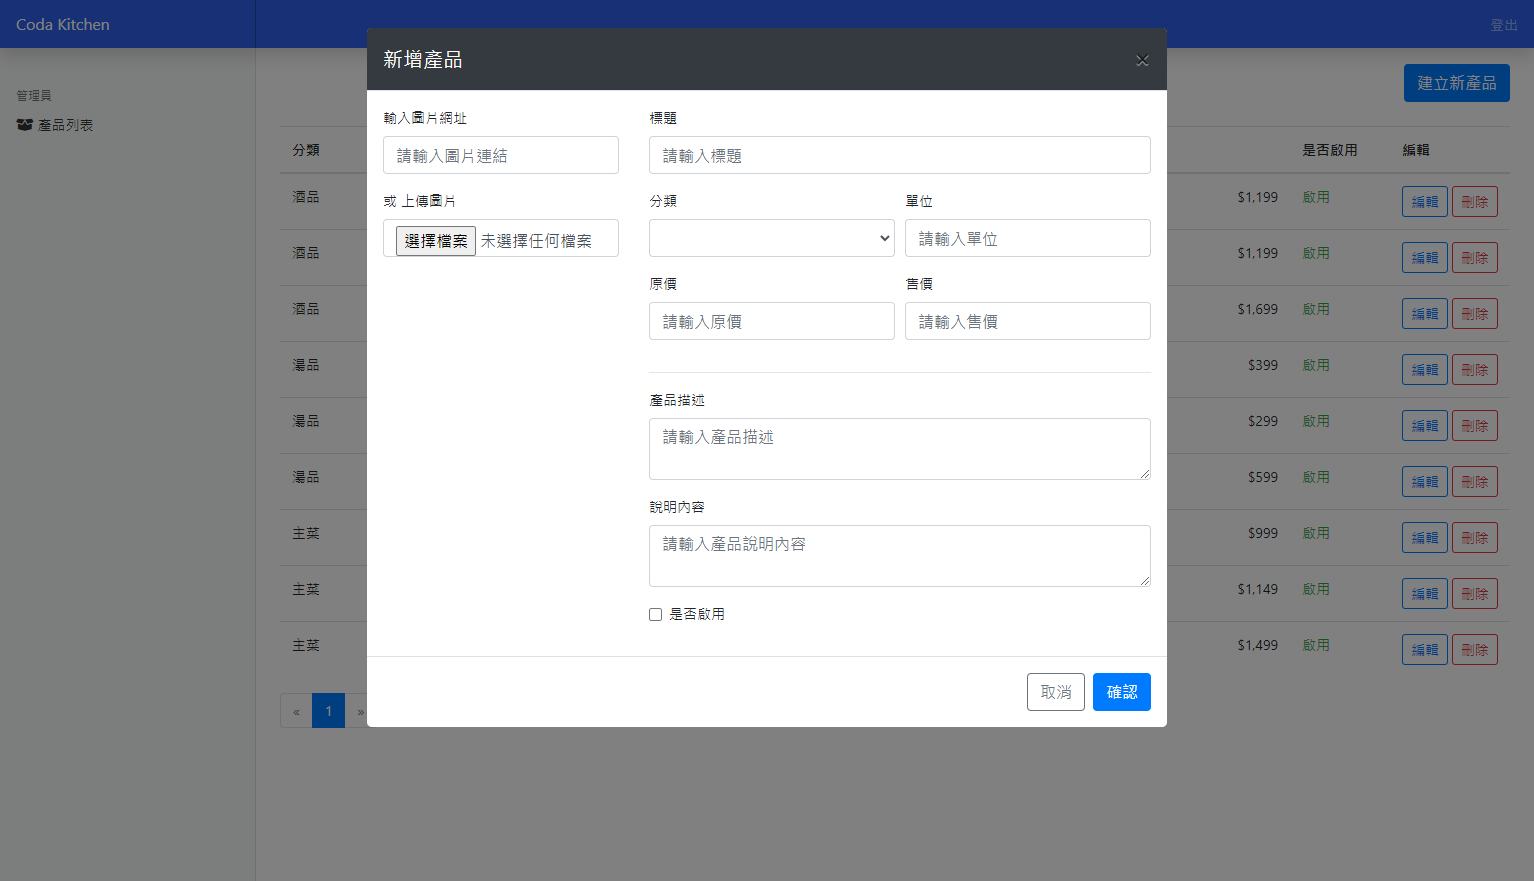 Coda Kitchen
登出
新增產品 ×
管理員
產品列表
建立新產品
輸入圖片網址
請輸入圖片連結
或 上傳圖片
選擇檔案 未選擇任何檔案
標題
請輸入標題
分類 單位
請輸入單位
原價 售價
請輸入原價 請輸入售價
產品描述
請輸入產品描述
說明內容
請輸入產品說明內容
是否啟用
取消 確認
分類 是否啟用 編輯
酒品 $1,199 啟用 編輯 刪除
酒品 $1,199 啟用 編輯 刪除
酒品 $1,699 啟用 編輯 刪除
湯品 $399 啟用 編輯 刪除
湯品 $299 啟用 編輯 刪除
湯品 $599 啟用 編輯 刪除
主菜 $999 啟用 編輯 刪除
主菜 $1,149 啟用 編輯 刪除
主菜 $1,499 啟用 編輯 刪除
« 1 »